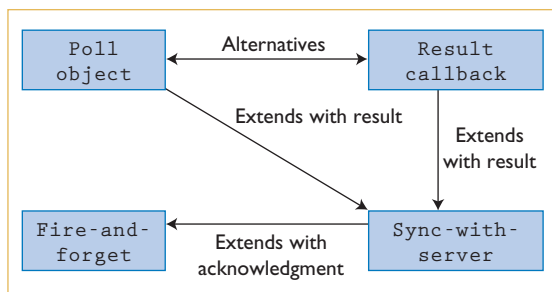 Poll
object
Alternatives
Result
callback
Extends with result
Extends
with result
Fire-and-
forget
Extends with
acknowledgment
Sync-with-
server